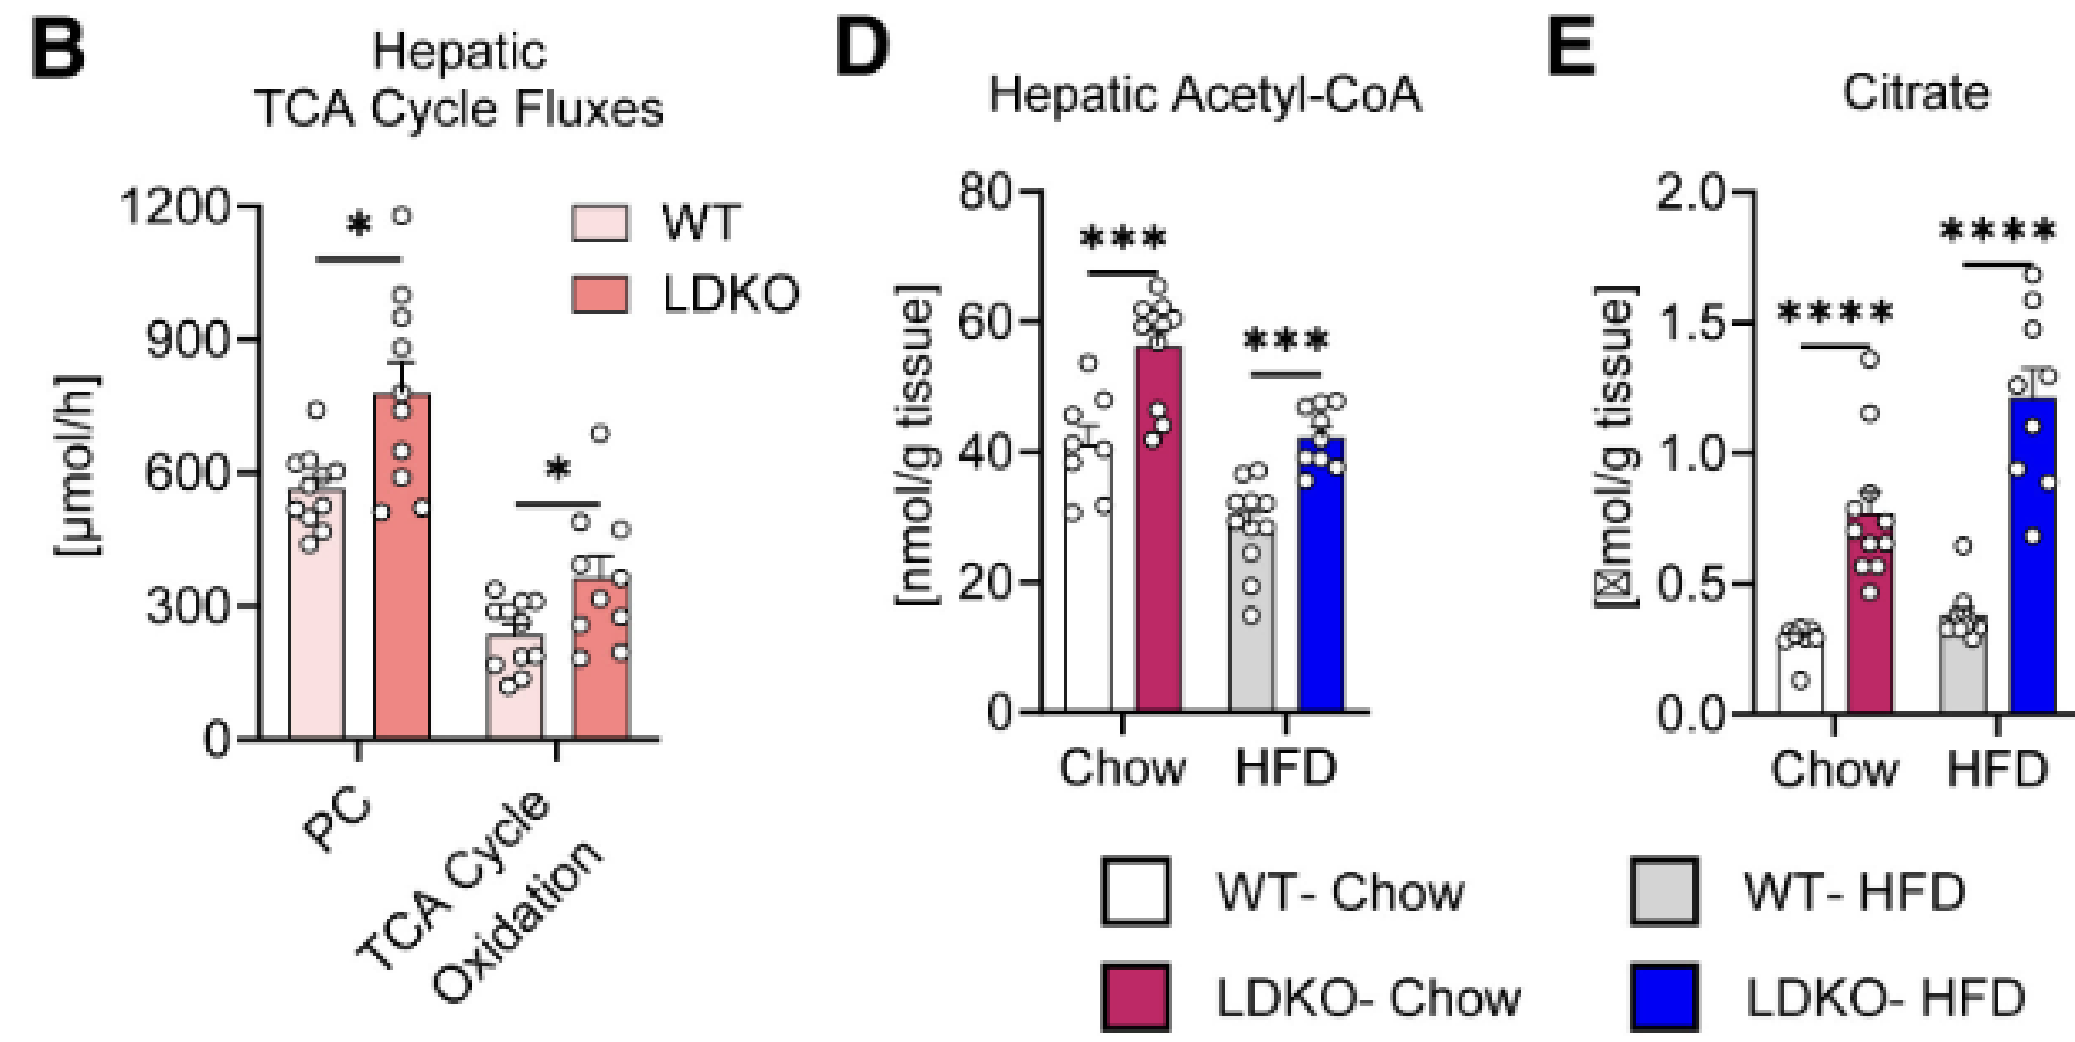 B
Hepatic
TCA Cycle Fluxes
[µmol/h]
1200
900
600
300
0
*
*
WT
LDKO
PC
TCA Cycle
Oxidation
D
Hepatic Acetyl-CoA
[nmol/g tissue]
80
60
40
20
0
***
***
Chow
HFD
E
Citrate
[☒mol/g tissue]
2.0
1.5
1.0
0.5
0.0
****
****
Chow
HFD
WT- Chow
WT- HFD
LDKO- Chow
LDKO- HFD